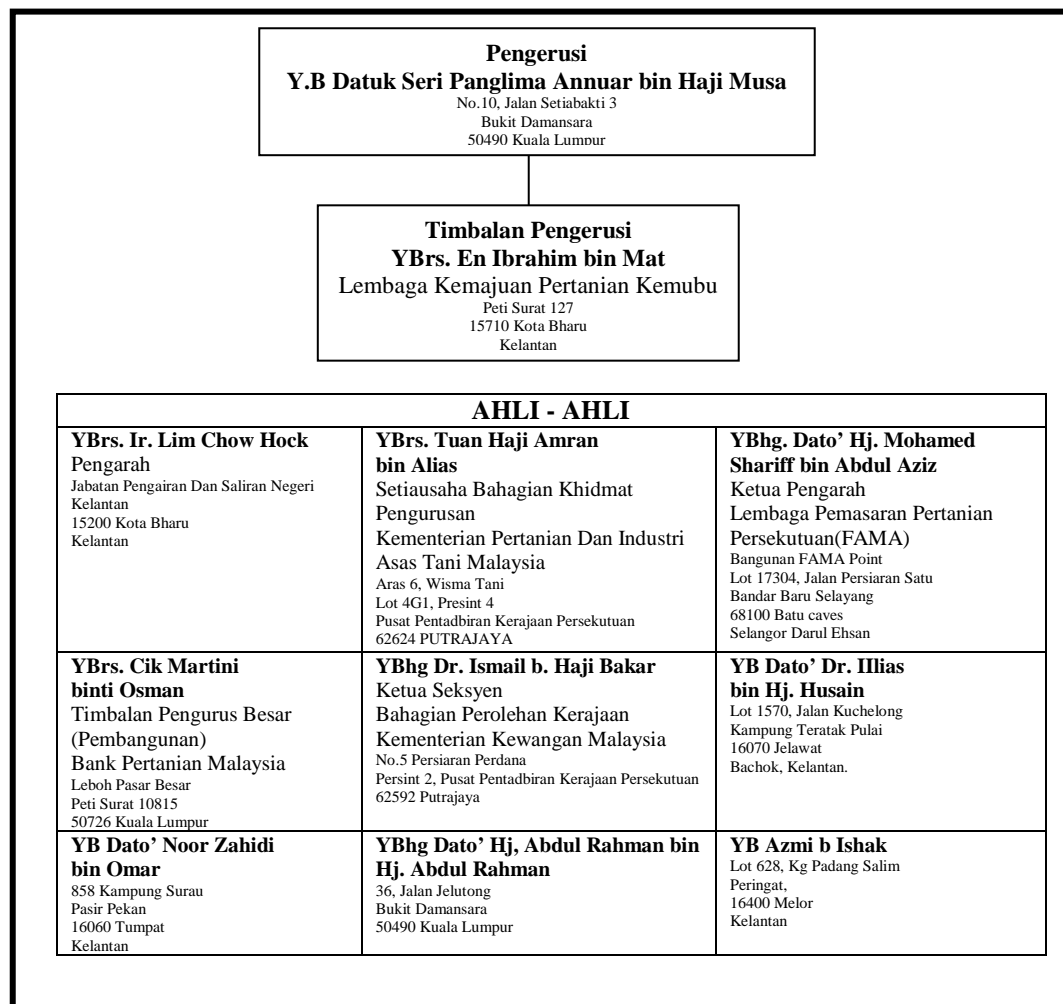 Pengerusi
Y.B Datuk Seri Panglima Annuar bin Haji Musa
No.10, Jalan Setiabakti 3
Bukit Damansara
50490 Kuala Lumpur
Timbalan Pengerusi
YBrs. En Ibrahim bin Mat
Lembaga Kemajuan Pertanian Kemubu
Peti Surat 127
15710 Kota Bharu
Kelantan
AHLI - AHLI
YBrs. Ir. Lim Chow Hock
Pengarah
Jabatan Pengairan Dan Saliran Negeri
Kelantan
15200 Kota Bharu
Kelantan
YBrs. Tuan Haji Amran
bin Alias
Setiausaha Bahagian Khidmat
Pengurusan
Kementerian Pertanian Dan Industri
Asas Tani Malaysia
Aras 6, Wisma Tani
Lot 4G1, Presint 4
Pusat Pentadbiran Kerajaan Persekutuan
62624 PUTRAJAYA
YBhg. Dato’ Hj. Mohamed
Shariff bin Abdul Aziz
Ketua Pengarah
Lembaga Pemasaran Pertanian
Persekutuan(FAMA)
Bangunan FAMA Point
Lot 17304, Jalan Persiaran Satu
Bandar Baru Selayang
68100 Batu caves
Selangor Darul Ehsan
YBrs. Cik Martini
binti Osman
Timbalan Pengurus Besar
(Pembangunan)
Bank Pertanian Malaysia
Leboh Pasar Besar
Peti Surat 10815
50726 Kuala Lumpur
YBhg Dr. Ismail b. Haji Bakar
Ketua Seksyen
Bahagian Perolehan Kerajaan
Kementerian Kewangan Malaysia
No.5 Persiaran Perdana
Persint 2, Pusat Pentadbiran Kerajaan Persekutuan
62592 Putrajaya
YB Dato’ Dr. IIlias
bin Hj. Husain
Lot 1570, Jalan Kuchelong
Kampung Teratak Pulai
16070 Jelawat
Bachok, Kelantan.
YB Dato’ Noor Zahidi
bin Omar
858 Kampung Surau
Pasir Pekan
16060 Tumpat
Kelantan
YBhg Dato’ Hj, Abdul Rahman bin
Hj. Abdul Rahman
36, Jalan Jelutong
Bukit Damansara
50490 Kuala Lumpur
YB Azmi b Ishak
Lot 628, Kg Padang Salim
Peringat,
16400 Melor
Kelantan